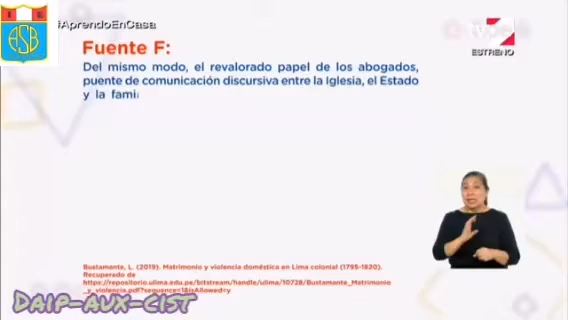 #AprendoEnCasa
ASB
tv
ESTRENO
Fuente F:
Del mismo modo, el revalorado papel de los abogados,
puente de comunicación discursiva entre la Iglesia, el Estado
y la fami
Bustamante, L. (2019). Matrimonio y violencia doméstica en Lima colonial (1795-1820).
Recuperado de
https://repositorio.ulima.edu.pe/bitstream/handle/ulima/10728/Bustamante_Matrimonio
_y_violencia.pdf?sequence=1&isAllowed=y
DAIP-AUX-CIST